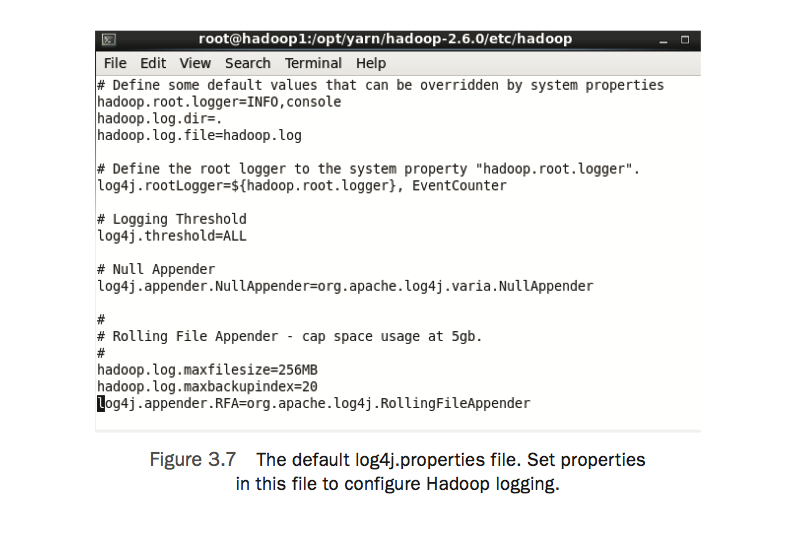 root@hadoop1:/opt/yarn/hadoop-2.6.0/etc/hadoop
File Edit View Search Terminal Help
# Define some default values that can be overridden by system properties
hadoop.root.logger=INFO,console
hadoop.log.dir=.
hadoop.log.file=hadoop.log
# Define the root logger to the system property "hadoop.root.logger".
log4j.rootLogger=${hadoop.root.logger}, EventCounter
# Logging Threshold
log4j.threshold=ALL
# Null Appender
log4j.appender.NullAppender=org.apache.log4j.varia.NullAppender
#
# Rolling File Appender - cap space usage at 5gb.
#
hadoop.log.maxfilesize=256MB
hadoop.log.maxbackupindex=20
log4j.appender.RFA=org.apache.log4j.RollingFileAppender
Figure 3.7 The default log4j.properties file. Set properties
in this file to configure Hadoop logging.